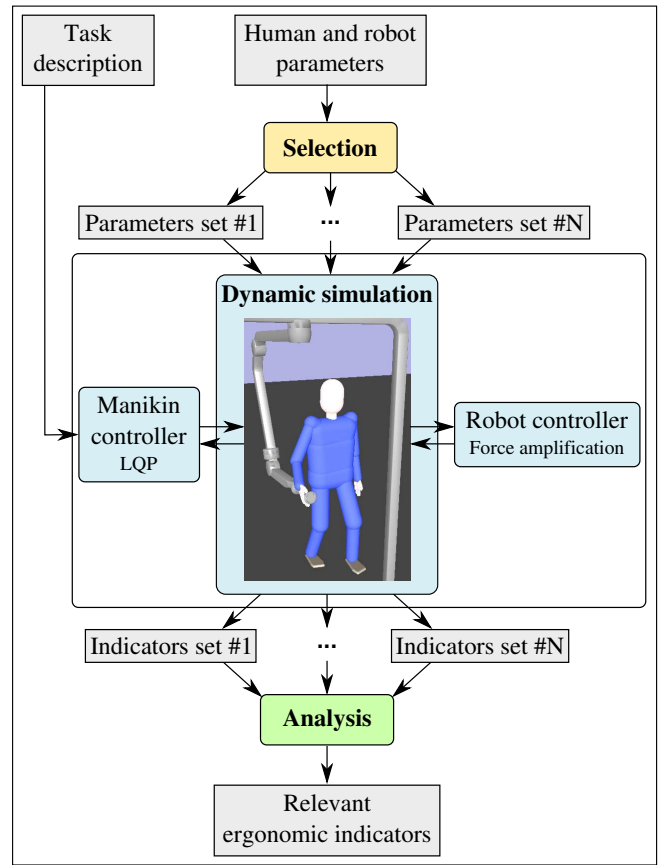 Task
description
Human and robot
parameters
Selection
Parameters set #1
...
Parameters set #N
Dynamic simulation
Manikin
controller
LQP
Robot controller
Force amplification
Indicators set #1
...
Indicators set #N
Analysis
Relevant
ergonomic indicators